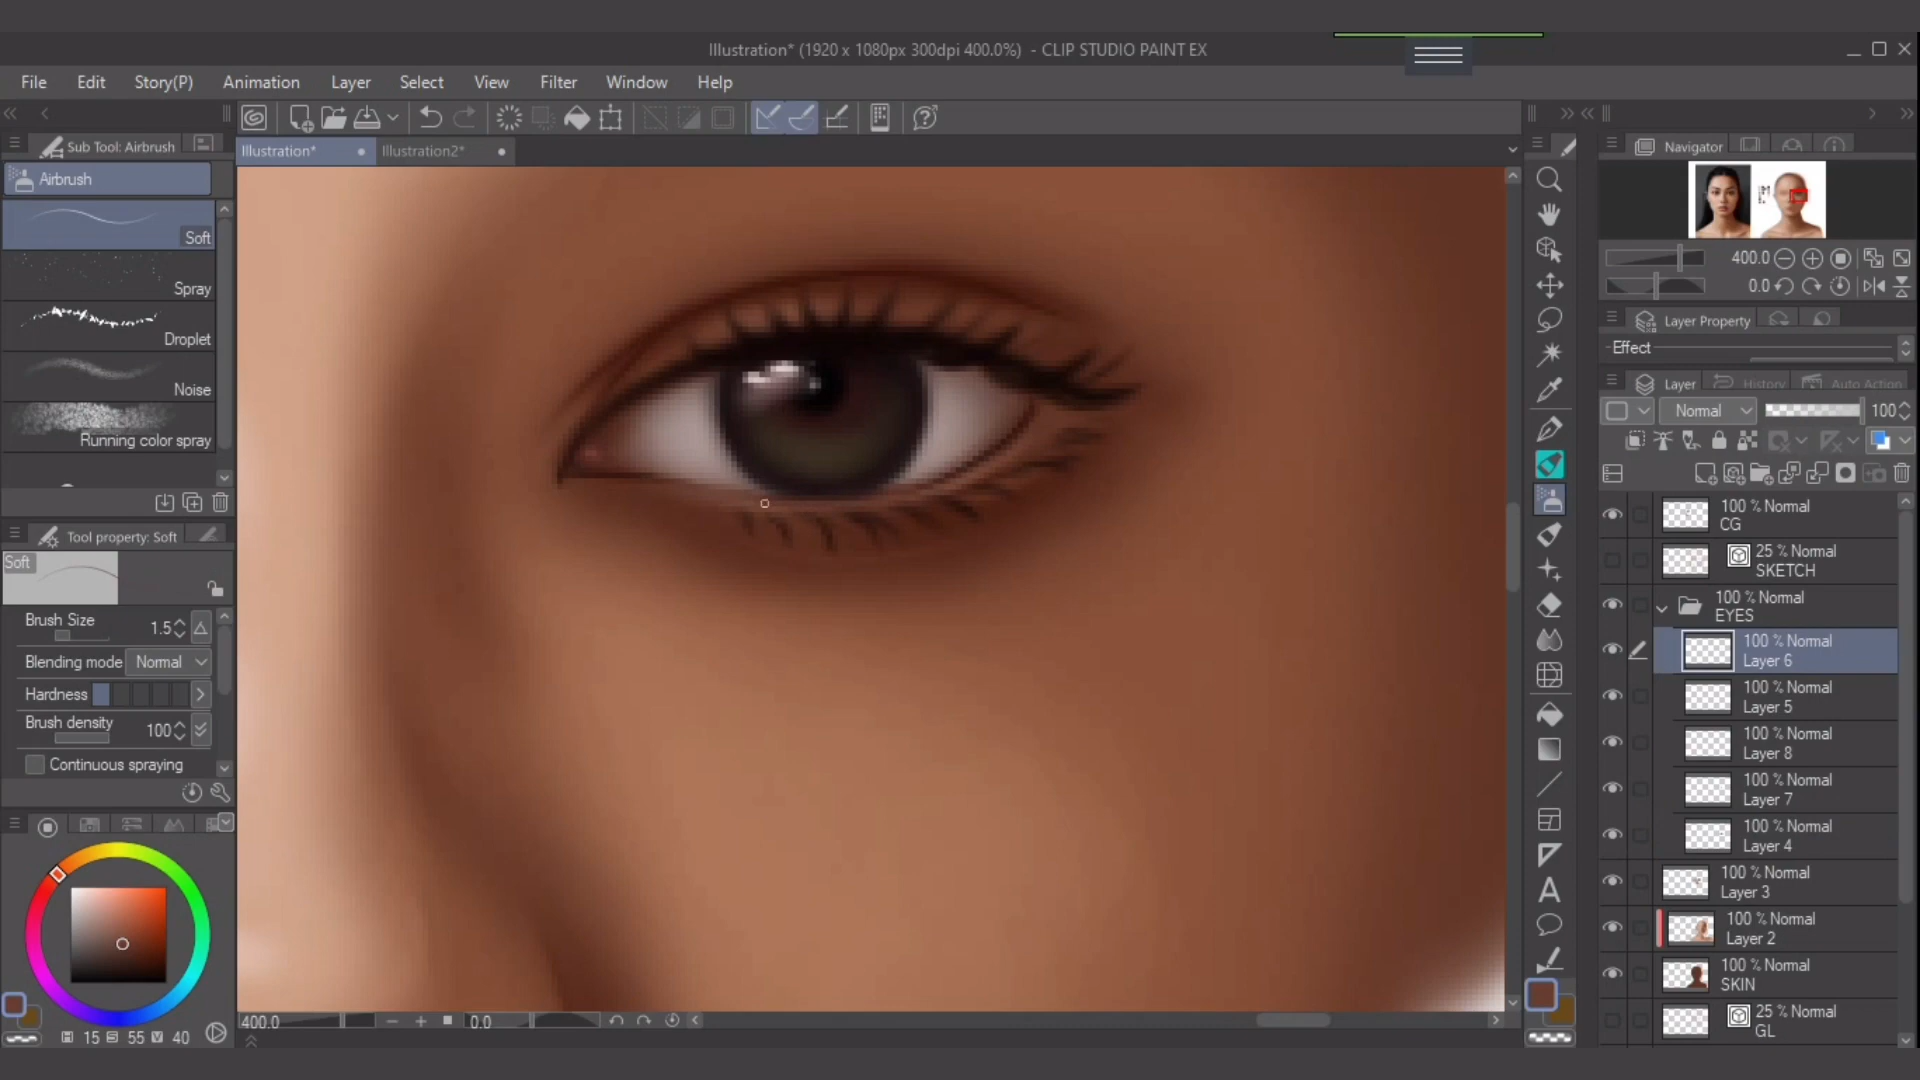 Illustration* (1920 x 1080px 300dpi 400.0%) - CLIP STUDIO PAINT EX
File Edit Story(P) Animation Layer Select View Filter Window Help
Sub Tool: Airbrush
Illustration*
Illustration2*
Navigator
Airbrush
Soft
Spray
Droplet
Noise
Running color spray
400.0
0.0
Layer Property
Effect
Layer
History
Auto Action
Normal
100
Tool property: Soft
Soft
Brush Size
1.5
Blending mode
Normal
Hardness
Brush density
100
Continuous spraying
100 % Normal
CG
25 % Normal
SKETCH
100 % Normal
EYES
100 % Normal
Layer 6
100 % Normal
Layer 5
100 % Normal
Layer 8
100 % Normal
Layer 7
100 % Normal
Layer 4
100 % Normal
Layer 3
100 % Normal
Layer 2
100 % Normal
SKIN
25 % Normal
GL
400.0
0.0
H 15 S 55 V 40